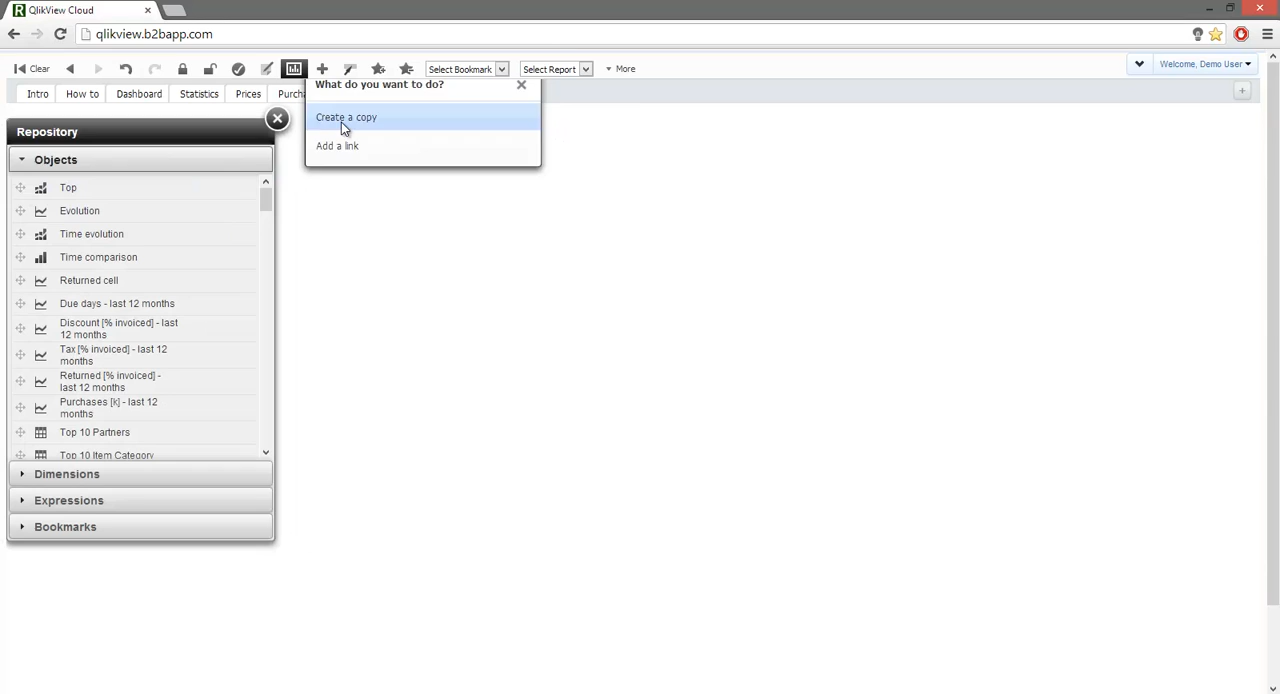 QlikView Cloud
qlikview.b2bapp.com
Clear
Select Bookmark
Select Report
More
Welcome, Demo User
Intro
How to
Dashboard
Statistics
Prices
Purcha
What do you want to do?
Create a copy
Add a link
Repository
Objects
Top
Evolution
Time evolution
Time comparison
Returned cell
Due days - last 12 months
Discount [% invoiced] - last
12 months
Tax [% invoiced] - last 12
months
Returned [% invoiced] -
last 12 months
Purchases [k] - last 12
months
Top 10 Partners
Top 10 Item Category
Dimensions
Expressions
Bookmarks